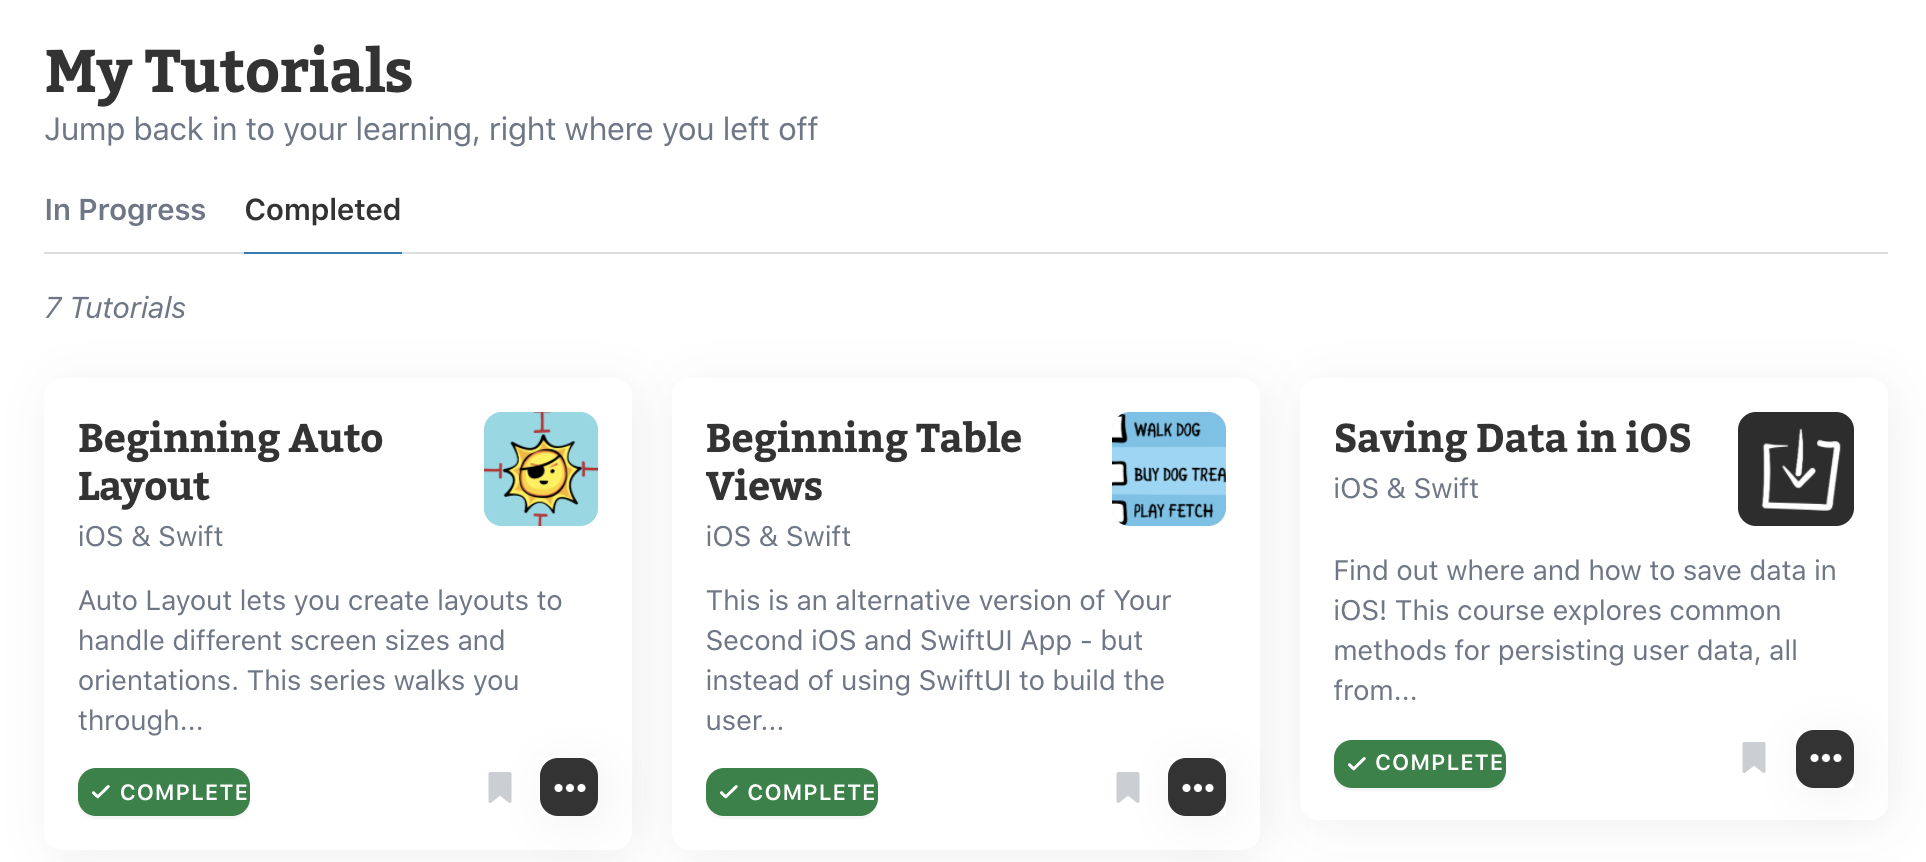 My Tutorials
Jump back in to your learning, right where you left off
In Progress Completed
7 Tutorials
Beginning Auto
Layout
iOS & Swift
Auto Layout lets you create layouts to
handle different screen sizes and
orientations. This series walks you
through...
COMPLETE
Beginning Table
Views
iOS & Swift
WALK DOG
BUY DOG TREA
PLAY FETCH
This is an alternative version of Your
Second iOS and SwiftUI App - but
instead of using SwiftUI to build the
user...
COMPLETE
Saving Data in iOS
iOS & Swift
Find out where and how to save data in
iOS! This course explores common
methods for persisting user data, all
from...
COMPLETE